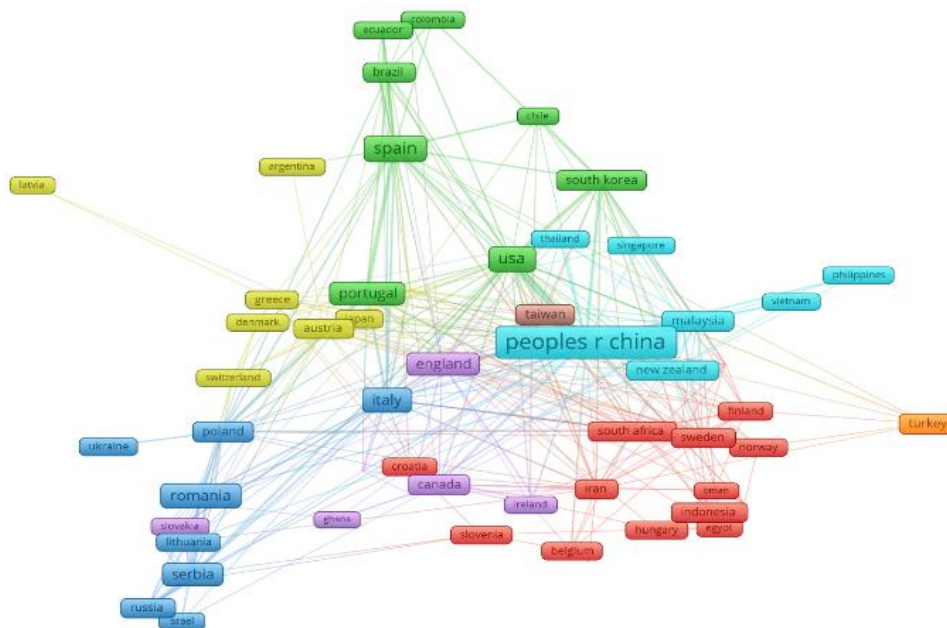 colombia
ecuador
brazil
chile
spain
argentina
south korea
latvia
thailand
singapore
usa
philippines
portugal
greece
vietnam
taiwan
japan
denmark
austria
malaysia
peoples r china
england
new zealand
switzerland
italy
finland
turkey
poland
south africa
sweden
ukraine
norway
croatia
canada
iran
oman
romania
ireland
indonesia
slovakia
ghana
hungary
egypt
lithuania
slovenia
belgium
serbia
russia
israel